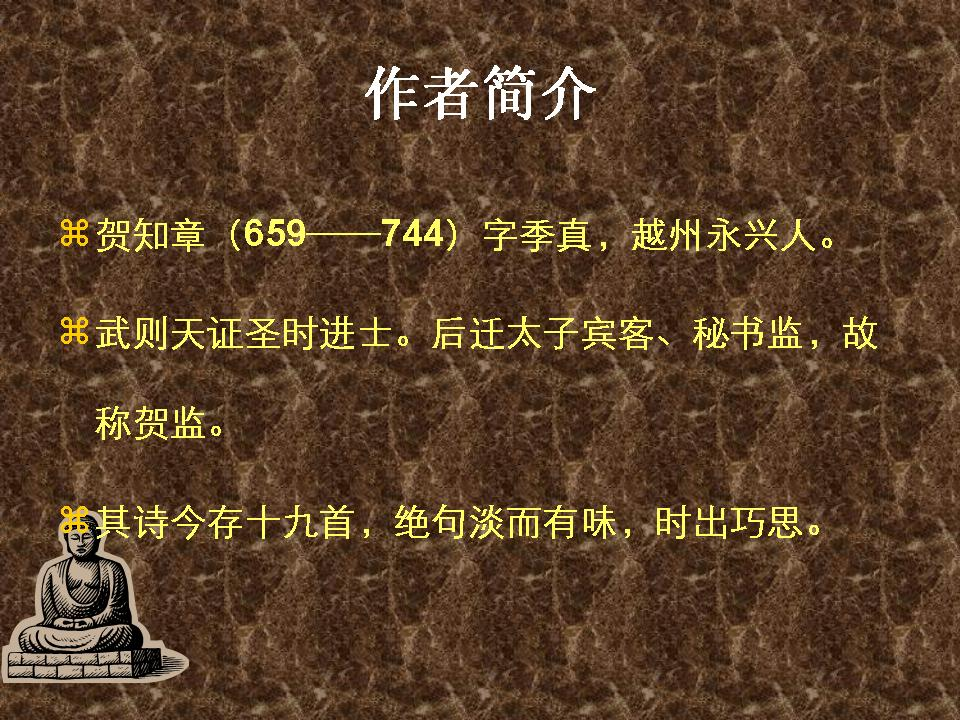 作者简介
贺知章（659——744）字季真，越州永兴人。
武则天证圣时进士。后迁太子宾客、秘书监，故
称贺监。
其诗今存十九首，绝句淡而有味，时出巧思。